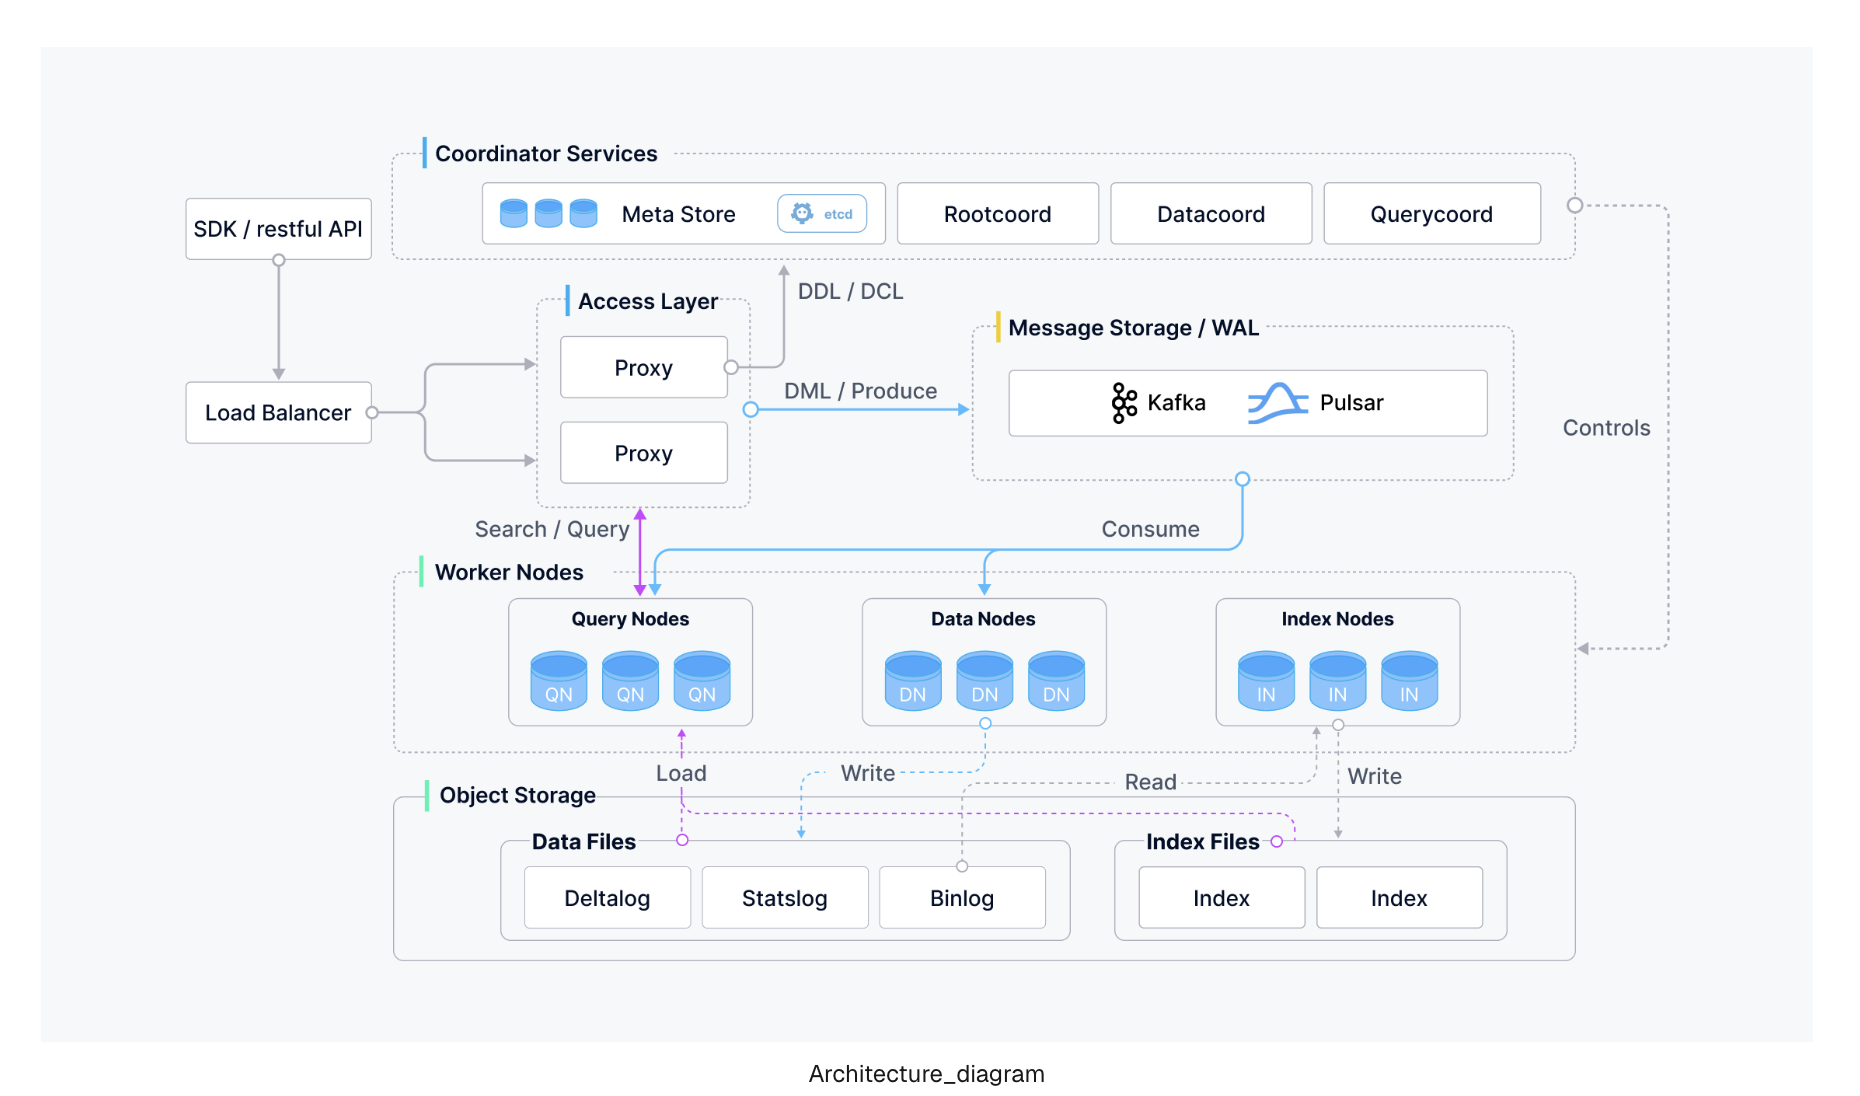 Coordinator Services
SDK / restful API
Meta Store
etcd
Rootcoord
Datacoord
Querycoord
DDL / DCL
Access Layer
Proxy
Proxy
Load Balancer
DML / Produce
Message Storage / WAL
Kafka
Pulsar
Controls
Search / Query
Consume
Worker Nodes
Query Nodes
QN
QN
QN
Data Nodes
DN
DN
DN
Index Nodes
IN
IN
IN
Load
Write
Read
Write
Object Storage
Data Files
Deltalog
Statslog
Binlog
Index Files
Index
Index
Architecture_diagram